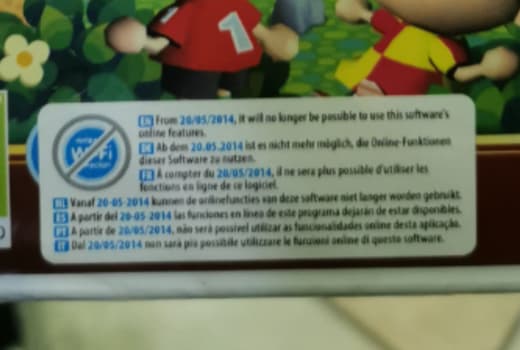 1
EN From 20/05/2014, it will no longer be possible to use this software's
online features.
DE Ab dem 20.05.2014 ist es nicht mehr möglich, die Online-Funktionen
dieser Software zu nutzen.
FR À compter du 20/05/2014, il ne sera plus possible d'utiliser les
fonctions en ligne de ce logiciel.
NL Vanaf 20-05-2014 kunnen de onlinefuncties van deze software niet langer worden gebruikt.
ES A partir del 20-05-2014 las funciones en línea de este programa dejarán de estar disponibles.
PT A partir de 20/05/2014, não será possível utilizar as funcionalidades online desta aplicação.
IT Dal 20/05/2014 non sarà più possibile utilizzare le funzioni online di questo software.
Wi-Fi